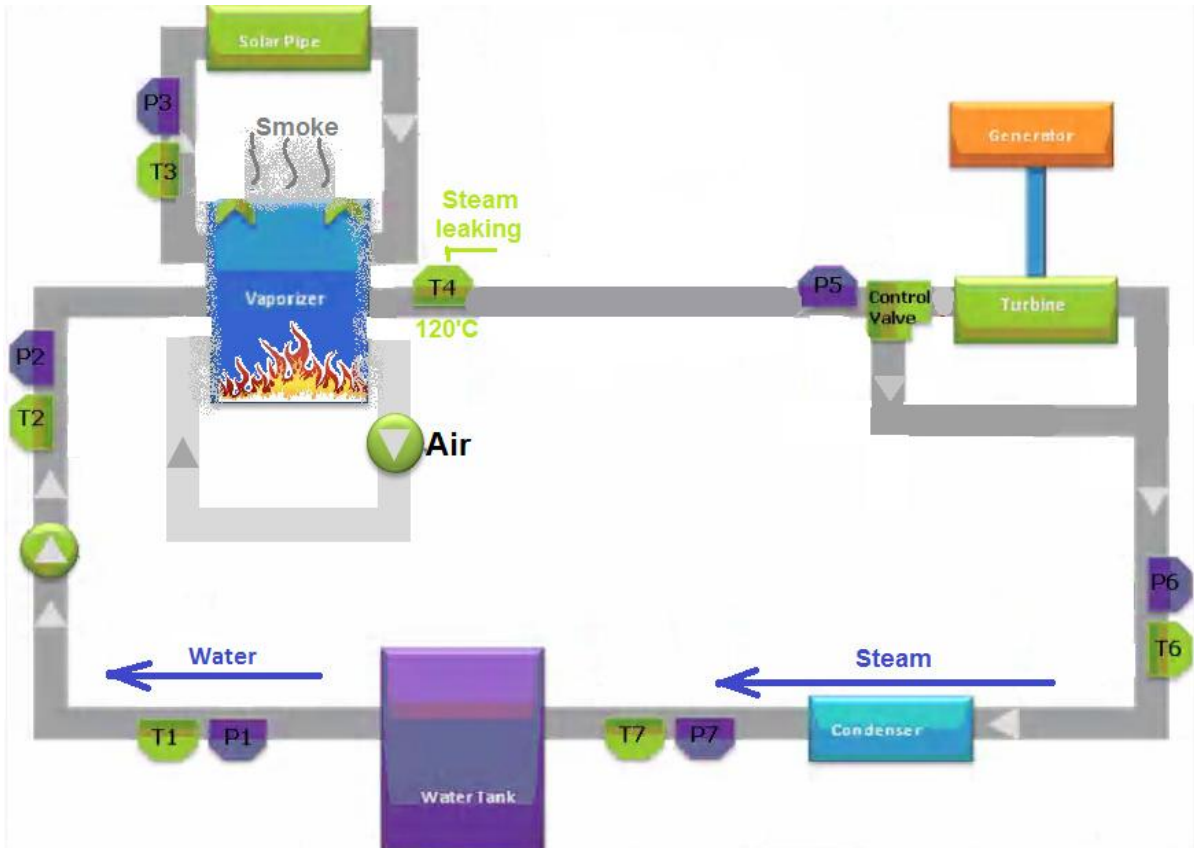 Solar Pipe
P3
Smoke
T3
Generator
Steam
leaking
T4
P5
Control
Valve
Turbine
Vaporizer
120'C
P2
T2
Air
P6
T6
Water
Steam
T1
P1
T7
P7
Condenser
Water Tank